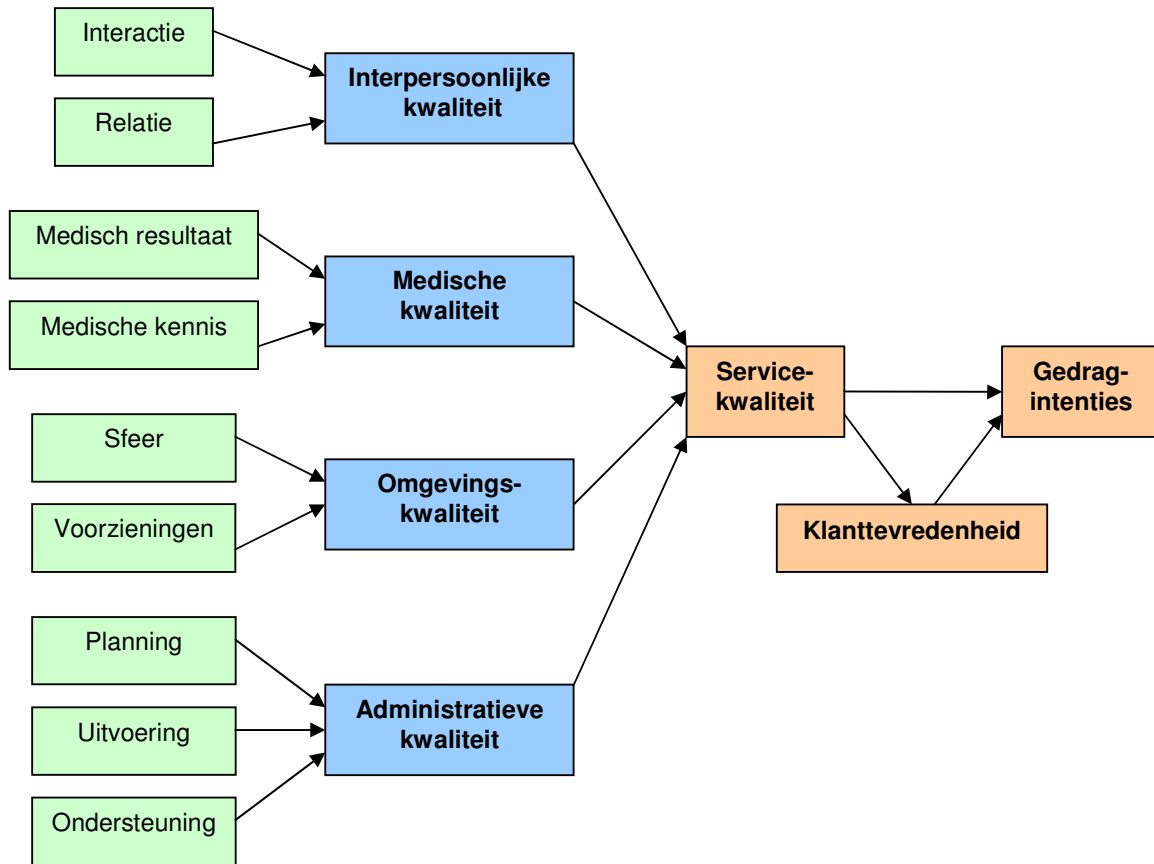 Interactie
Relatie
Interpersoonlijke
kwaliteit
Medisch resultaat
Medische kennis
Medische
kwaliteit
Sfeer
Voorzieningen
Omgevings-
kwaliteit
Planning
Uitvoering
Ondersteuning
Administratieve
kwaliteit
Service-
kwaliteit
Gedrag-
intenties
Klanttevredenheid